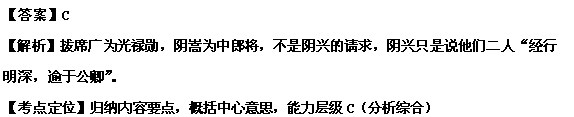 【答案】C
【解析】拔席广为光禄勋，阴嵩为中郎将，不是阴兴的请求，阴兴只是说他们二人“经行
明深，逾于公卿”。
【考点定位】归纳内容要点，概括中心意思，能力层级 C（分析综合）